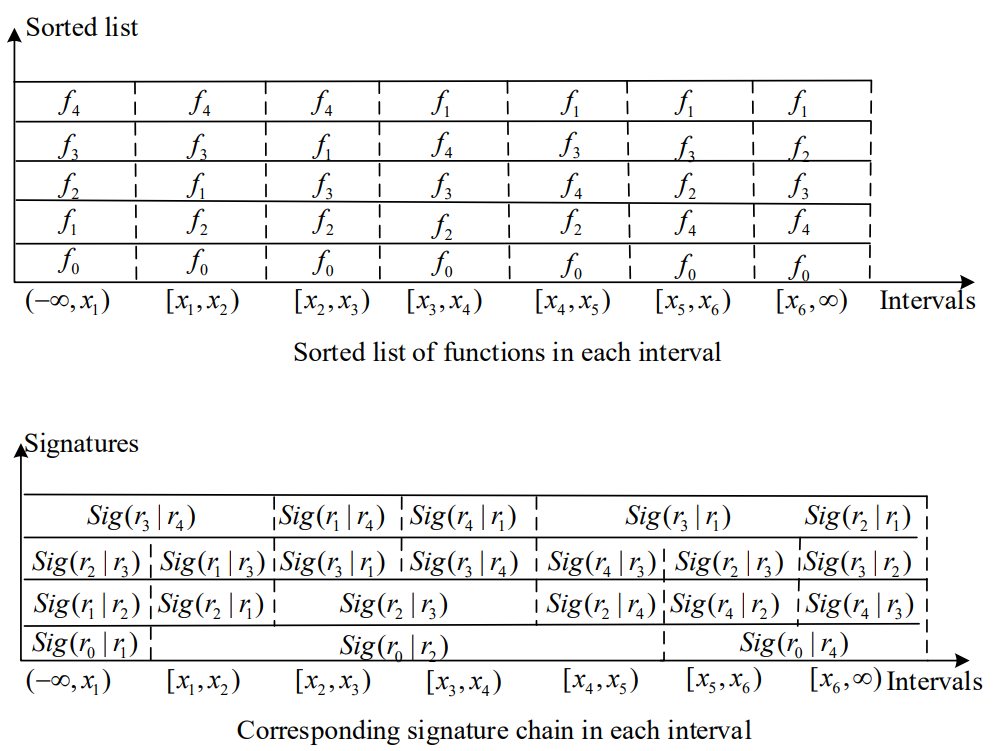 Sorted list
f₄ f₄ f₄ f₁ f₁ f₁ f₁
f₃ f₃ f₁ f₄ f₃ f₃ f₂
f₂ f₁ f₃ f₃ f₄ f₂ f₃
f₁ f₂ f₂ f₂ f₂ f₄ f₄
f₀ f₀ f₀ f₀ f₀ f₀ f₀
(−∞, x₁) [x₁, x₂) [x₂, x₃) [x₃, x₄) [x₄, x₅) [x₅, x₆) [x₆, ∞) Intervals
Sorted list of functions in each interval
Signatures
Sig(r₃ | r₄) Sig(r₁ | r₄) Sig(r₄ | r₁) Sig(r₃ | r₁) Sig(r₂ | r₁)
Sig(r₂ | r₃) Sig(r₁ | r₃) Sig(r₃ | r₁) Sig(r₃ | r₄) Sig(r₄ | r₃) Sig(r₂ | r₃) Sig(r₃ | r₂)
Sig(r₁ | r₂) Sig(r₂ | r₁) Sig(r₂ | r₃) Sig(r₂ | r₄) Sig(r₄ | r₂) Sig(r₄ | r₃)
Sig(r₀ | r₁) Sig(r₀ | r₂) Sig(r₀ | r₄)
(−∞, x₁) [x₁, x₂) [x₂, x₃) [x₃, x₄) [x₄, x₅) [x₅, x₆) [x₆, ∞) Intervals
Corresponding signature chain in each interval